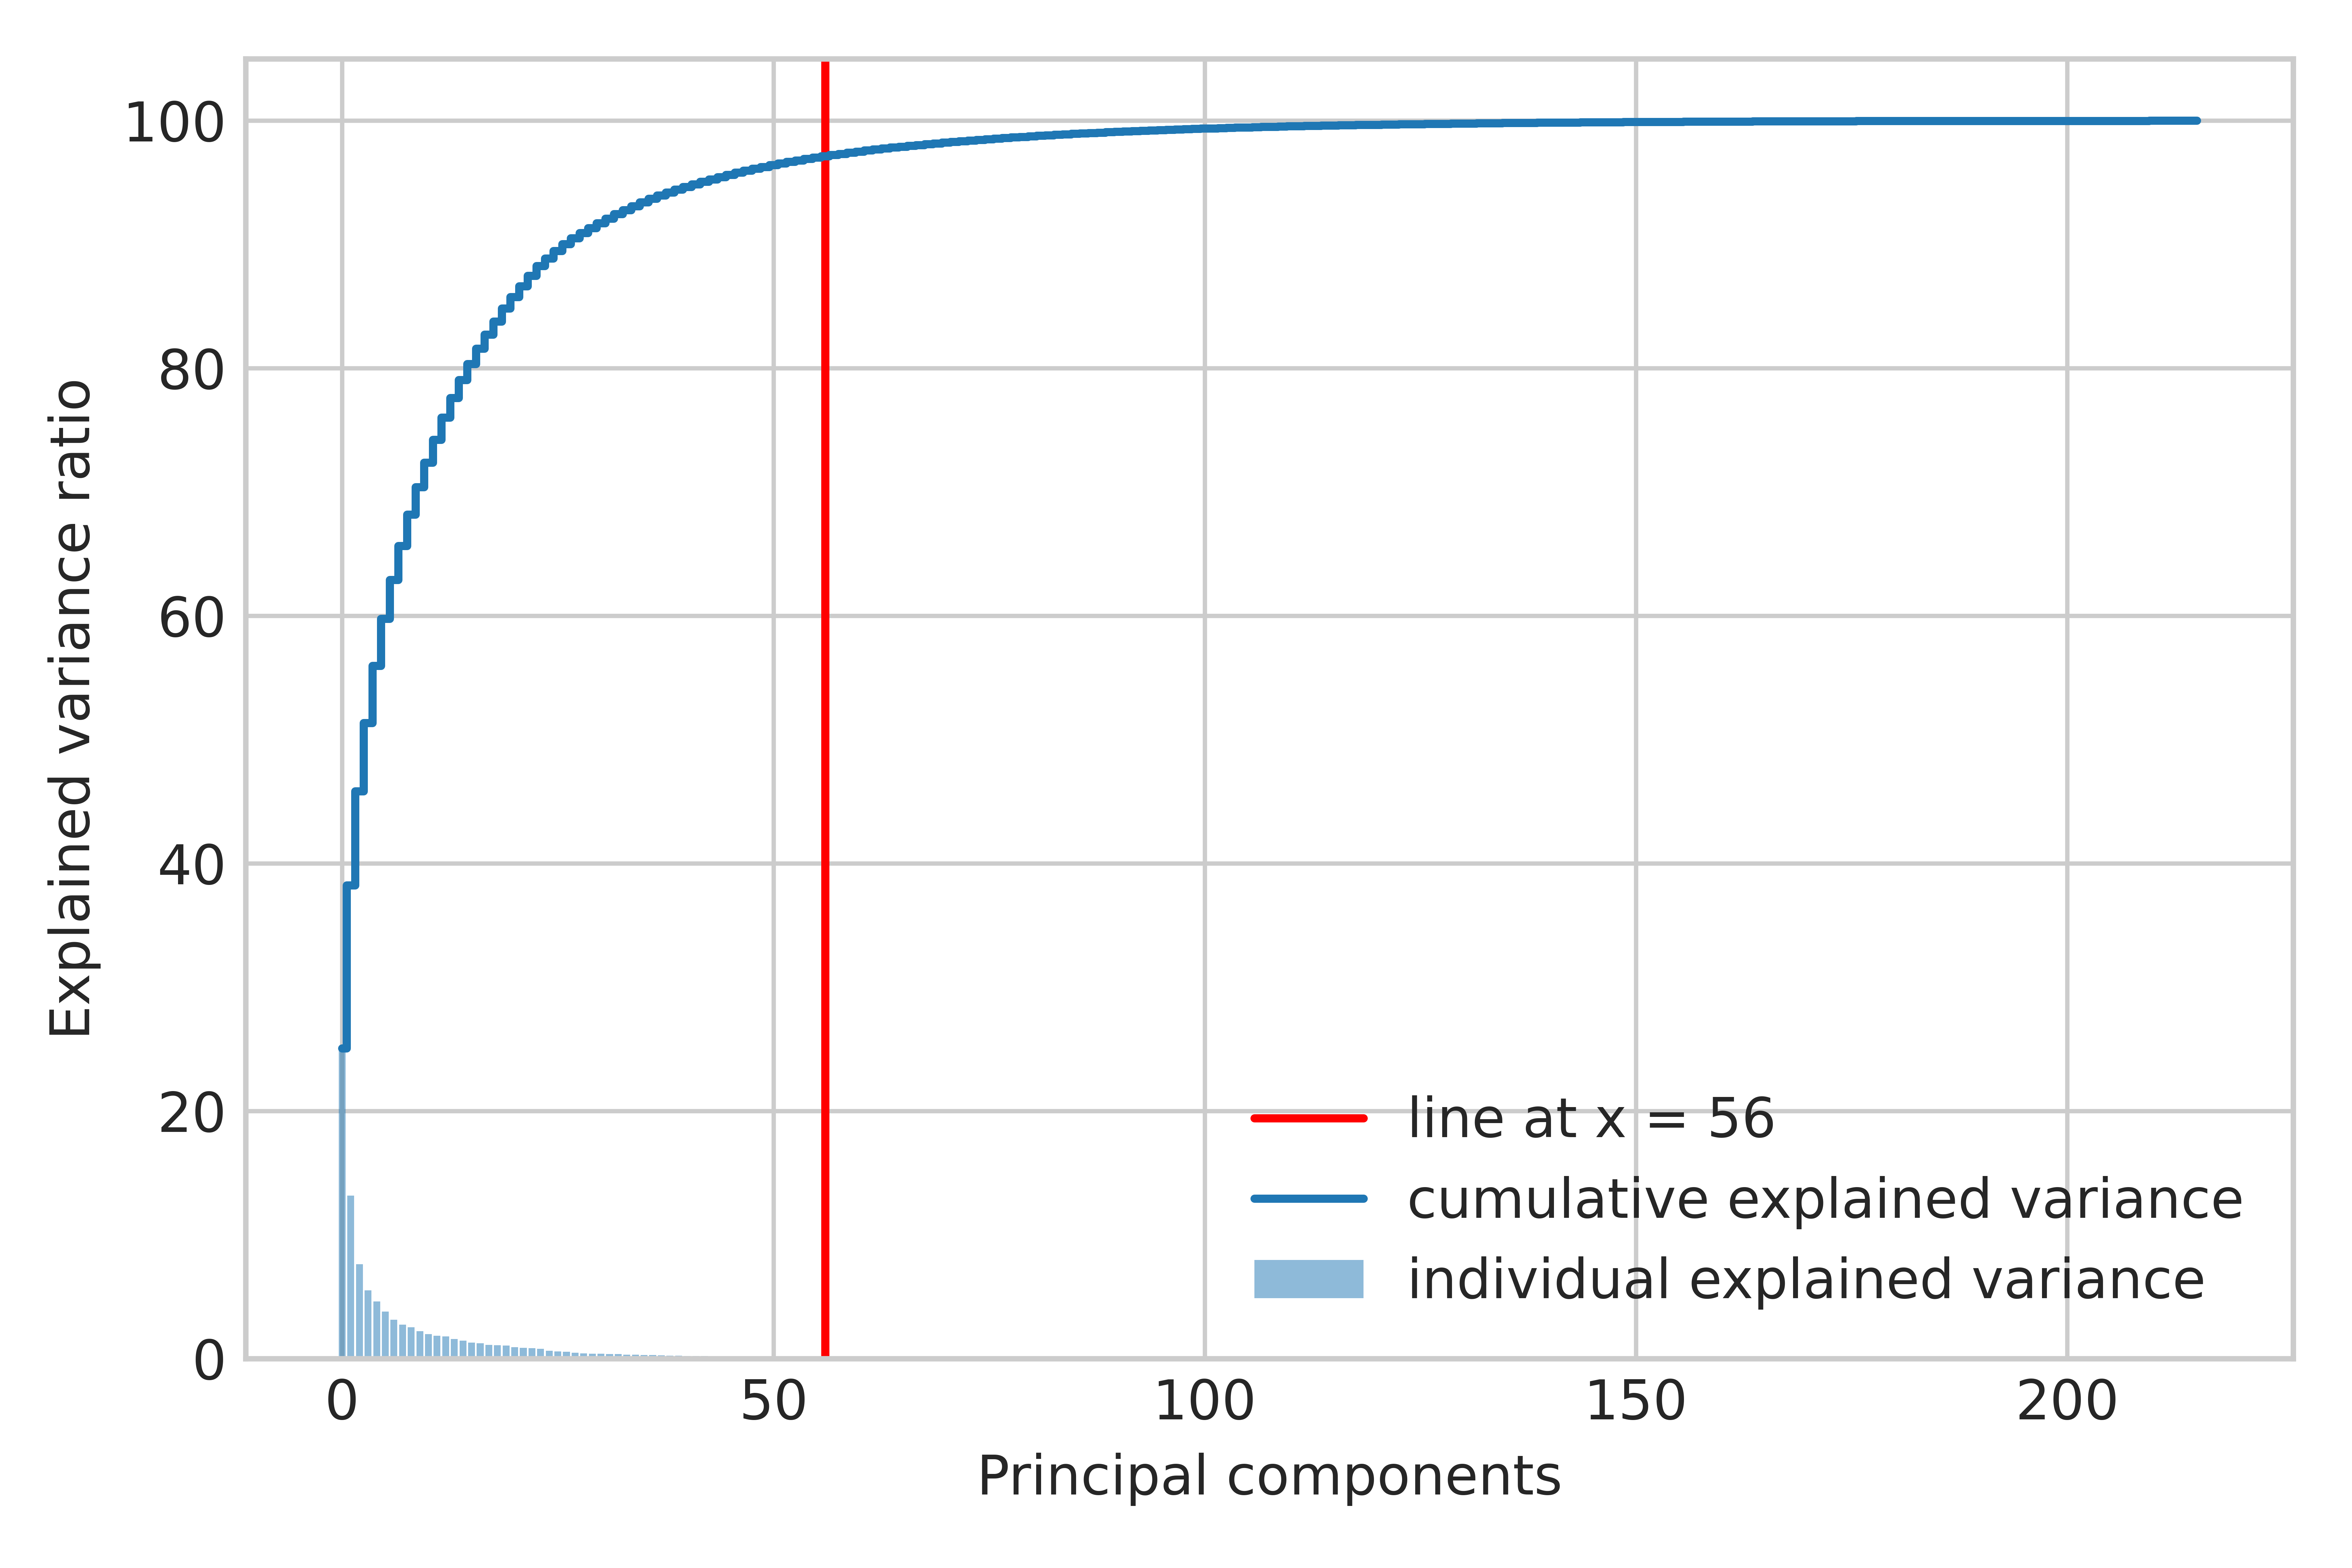 100
80
60
40
20
0
Explained variance ratio
line at x = 56
cumulative explained variance
individual explained variance
0 50 100 150 200
Principal components